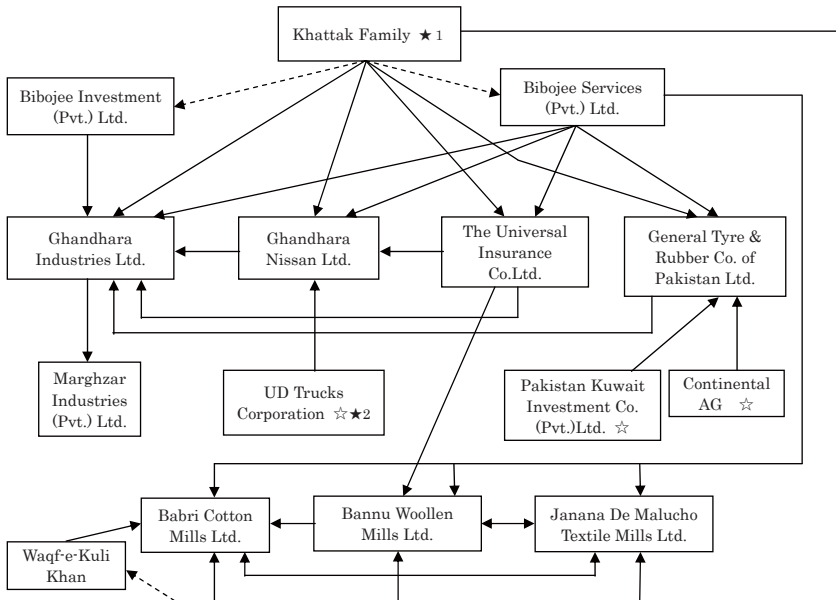 Khattak Family ★1
Bibojee Investment
(Pvt.) Ltd.
Bibojee Services
(Pvt.) Ltd.
Ghandhara
Industries Ltd.
Ghandhara
Nissan Ltd.
The Universal
Insurance
Co.Ltd.
General Tyre &
Rubber Co. of
Pakistan Ltd.
Marghzar
Industries
(Pvt.) Ltd.
UD Trucks
Corporation ☆★2
Pakistan Kuwait
Investment Co.
(Pvt.)Ltd. ☆
Continental
AG ☆
Babri Cotton
Mills Ltd.
Bannu Woollen
Mills Ltd.
Janana De Malucho
Textile Mills Ltd.
Waqf-e-Kuli
Khan